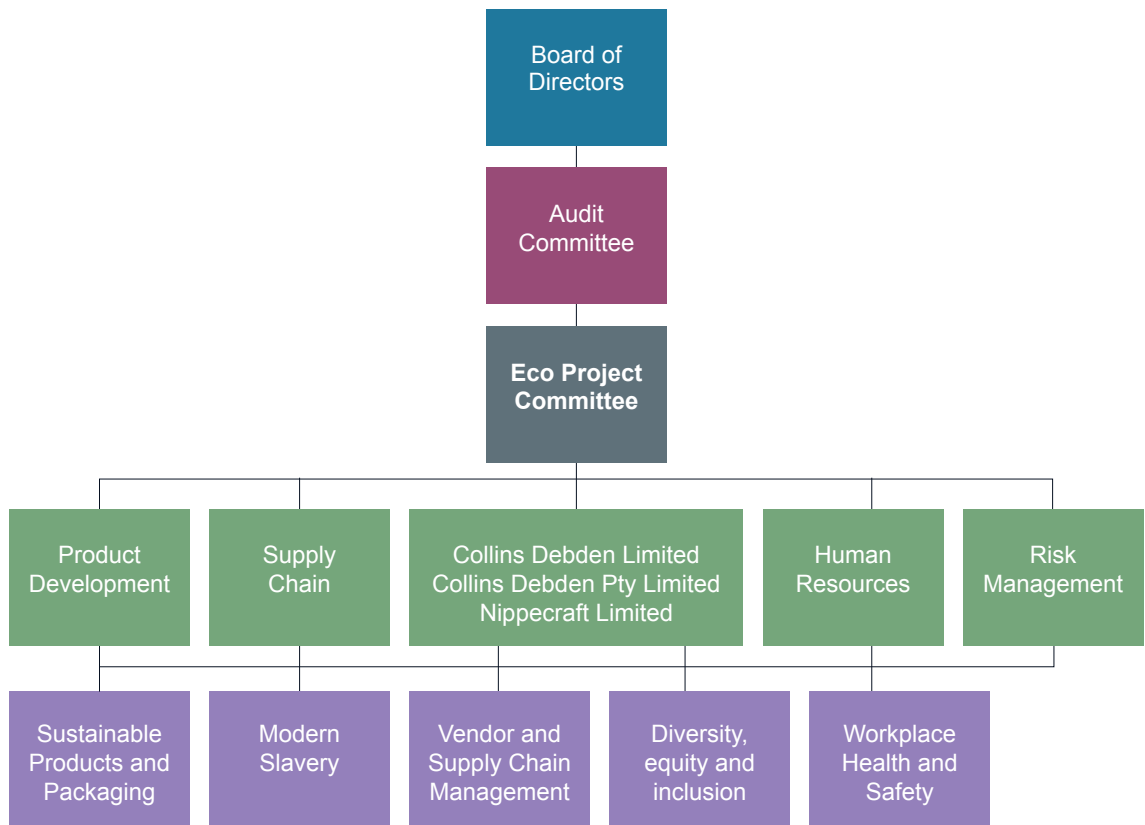 Board of
Directors
Audit
Committee
Eco Project
Committee
Product
Development
Supply
Chain
Collins Debden Limited
Collins Debden Pty Limited
Nippecraft Limited
Human
Resources
Risk
Management
Sustainable
Products and
Packaging
Modern
Slavery
Vendor and
Supply Chain
Management
Diversity,
equity and
inclusion
Workplace
Health and
Safety